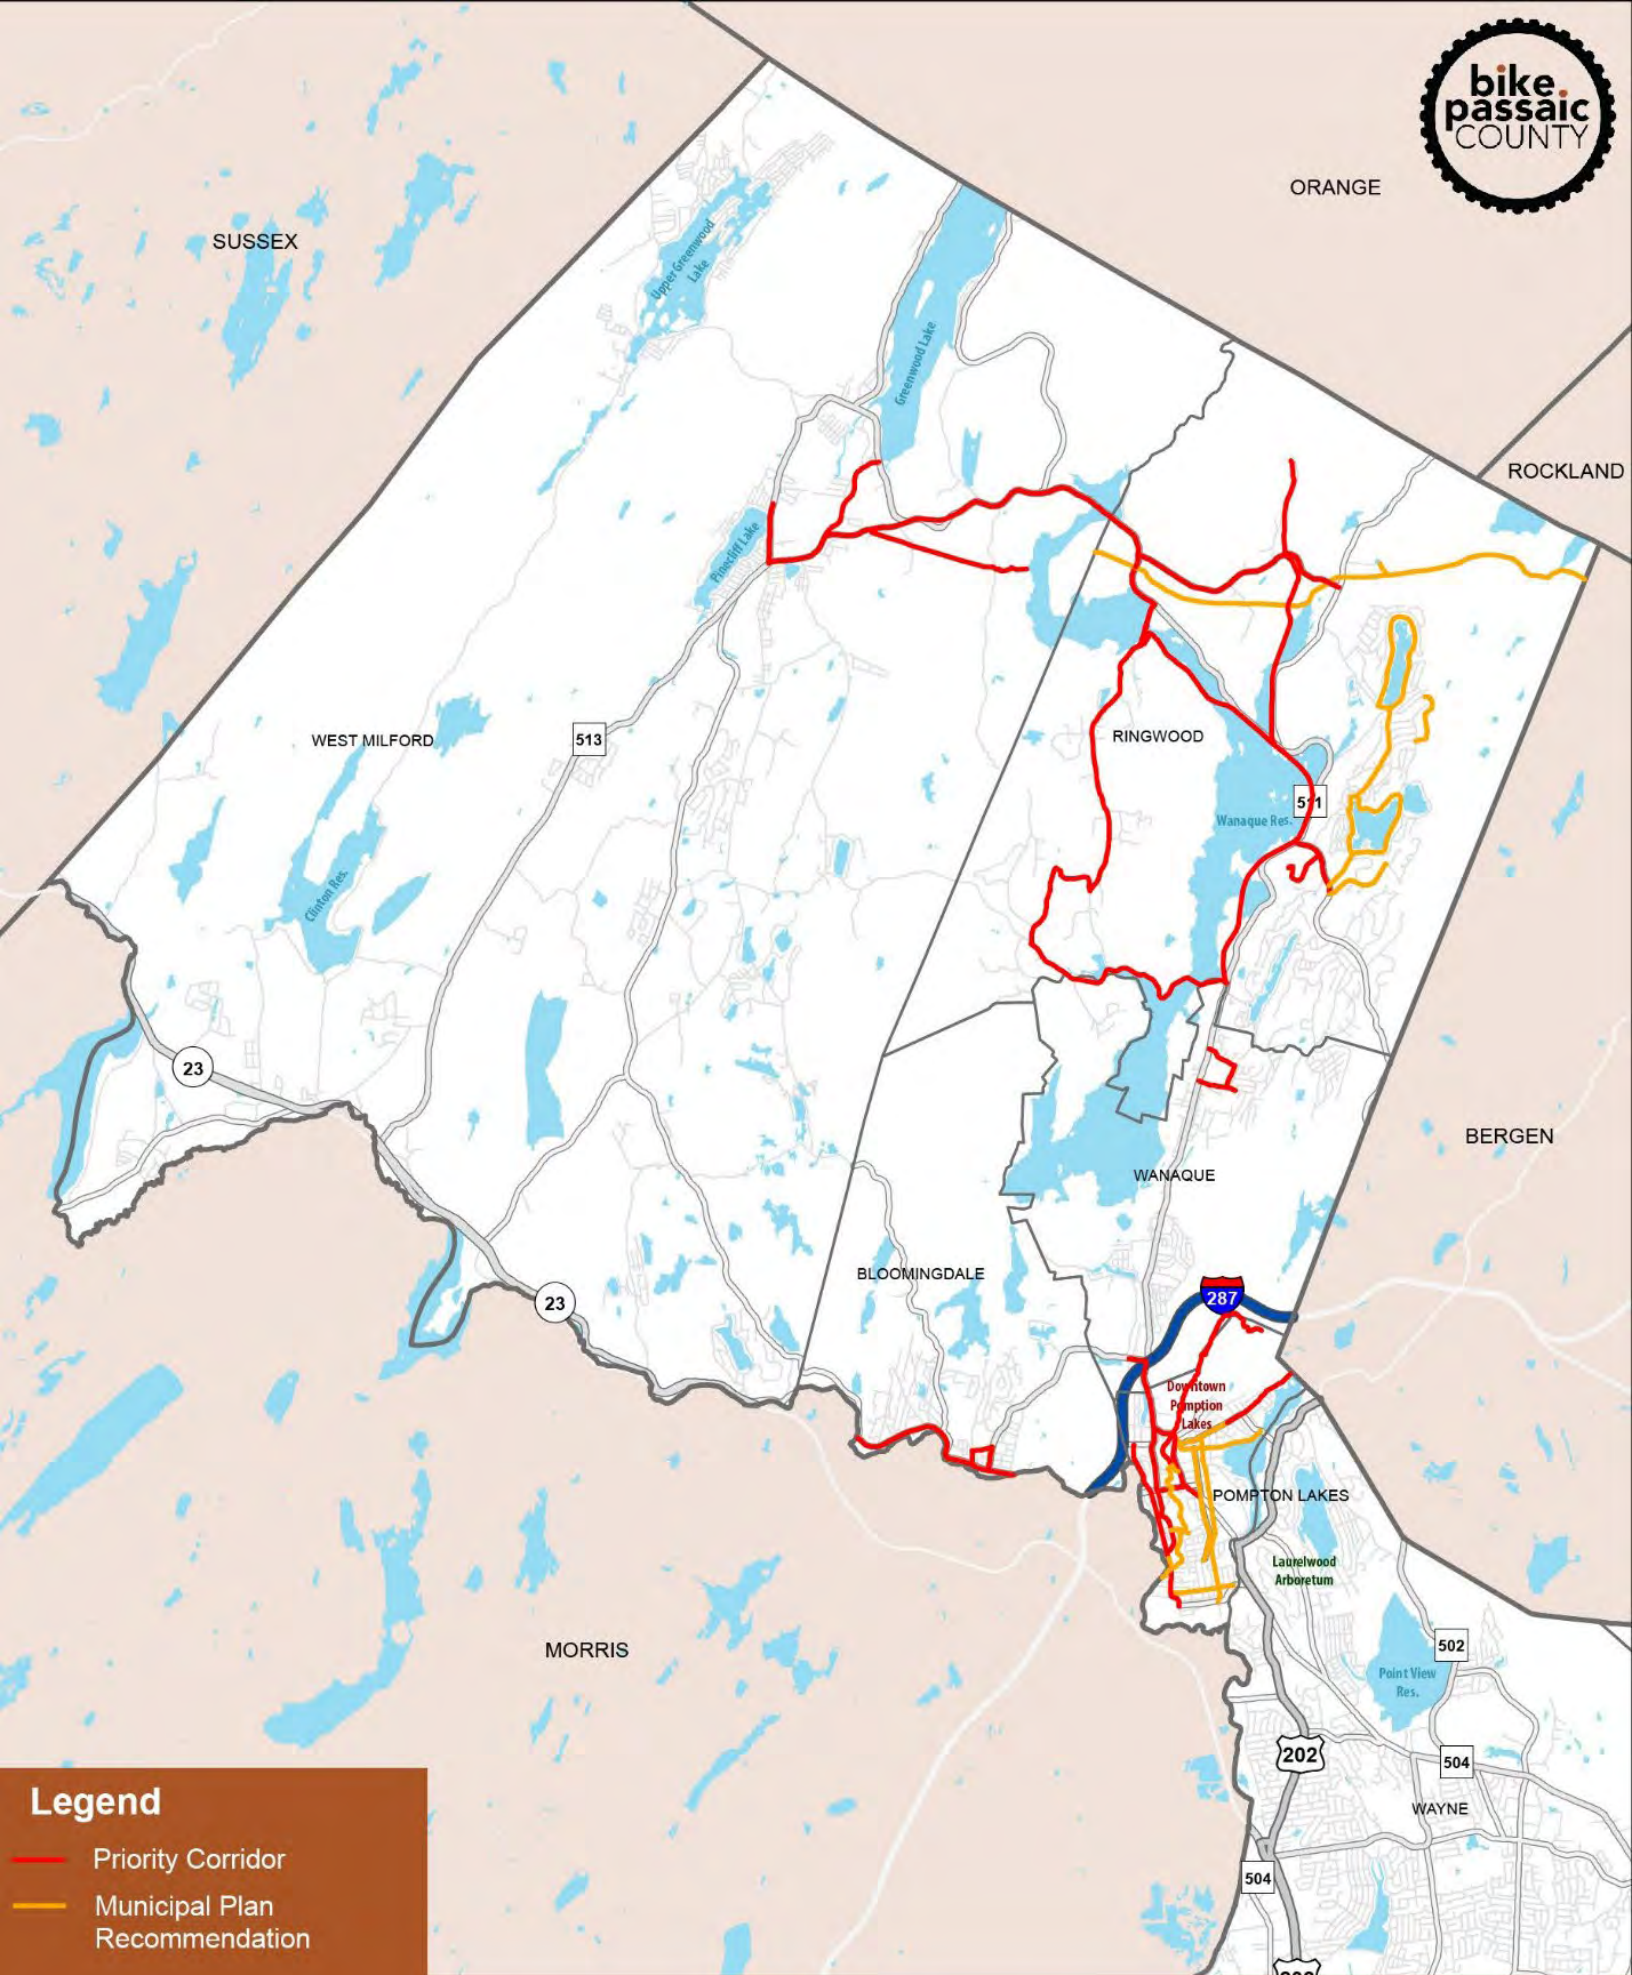 bike
passaic
COUNTY
ORANGE
SUSSEX
Upper Greenwood
Lake
Greenwood Lake
ROCKLAND
Pinecliff Lake
WEST MILFORD
513
RINGWOOD
511
Wanaque Res.
Clinton Res.
23
BERGEN
WANAQUE
BLOOMINGDALE
287
23
Downtown
Pomption
Lakes
POMPTON LAKES
Laurelwood
Arboretum
MORRIS
502
Point View
Res.
202
504
WAYNE
504
Legend
Priority Corridor
Municipal Plan
Recommendation